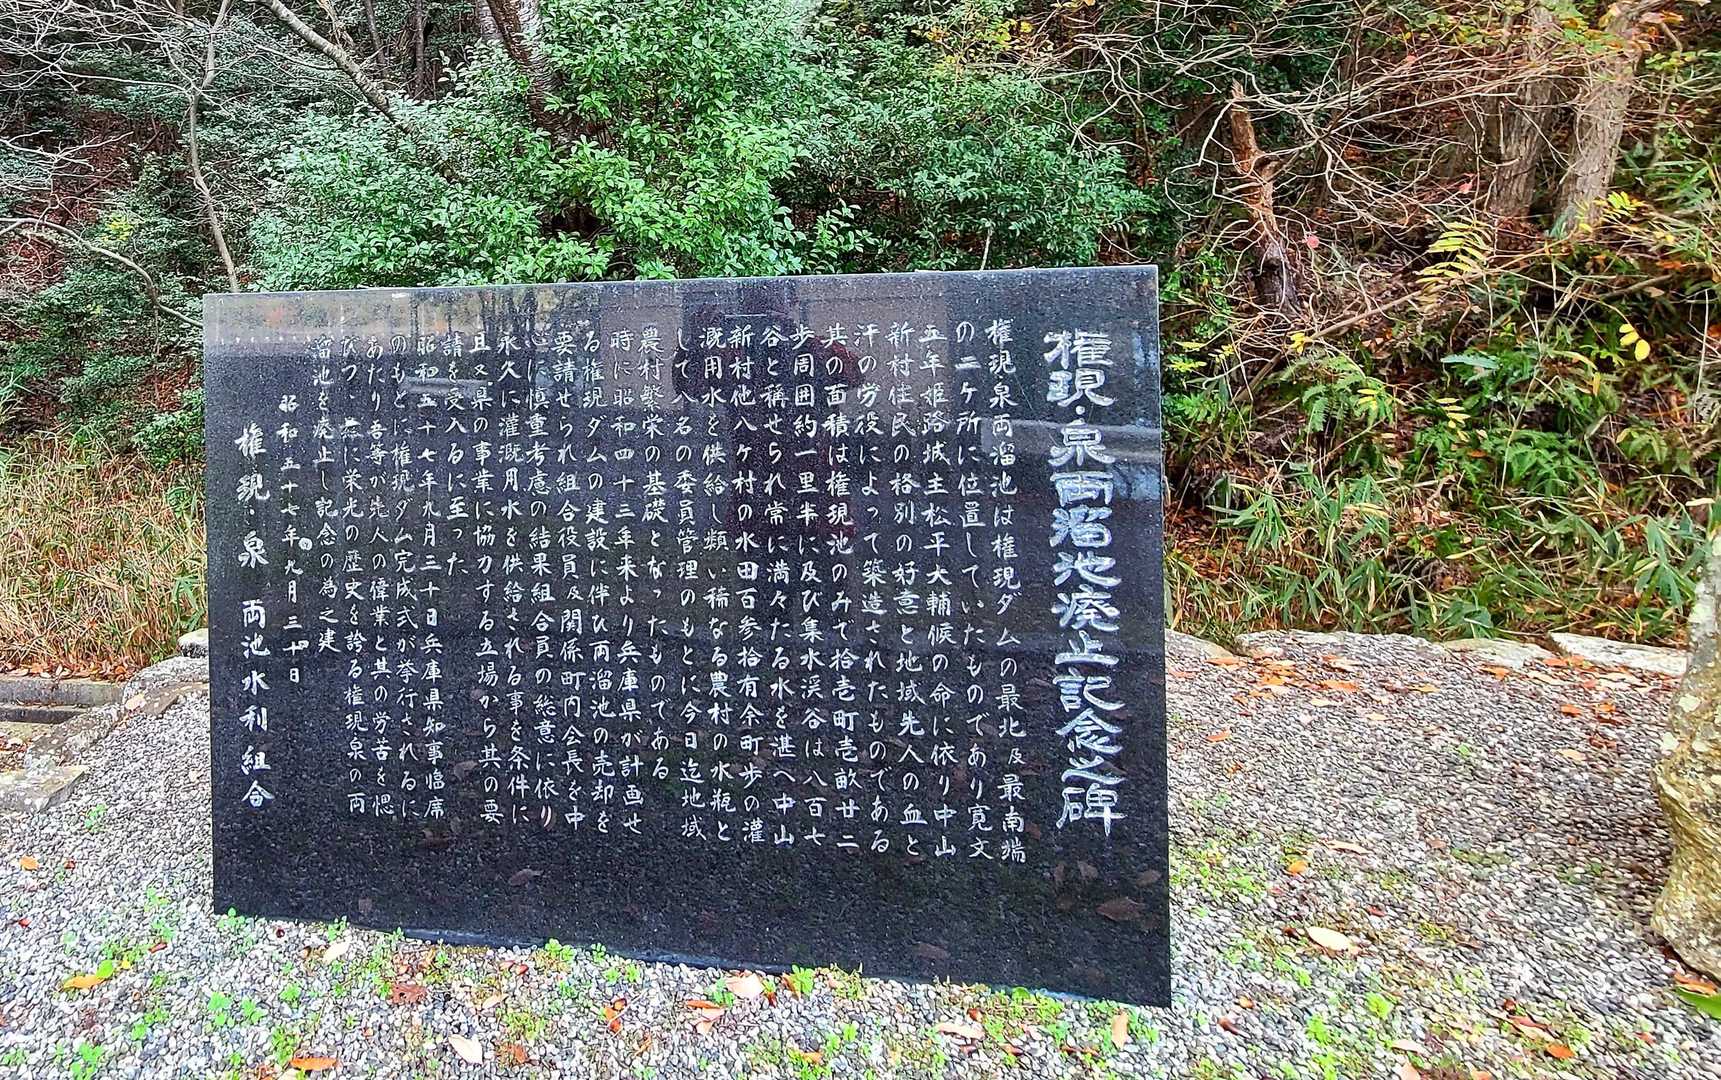 権現・泉両溜池廃止記念之碑
権現泉両溜池は権現ダムの最北及最南端
の二ヶ所に位置していたものであり寛文
五年姫路城主松平大輔候の命に依り中山
新村住民の格別の好意と地域先人の血と
汗の労役によって築造されたものである
其の面積は権現池のみで拾壱町壱畝廿二
歩周囲約一里半に及び集水渓谷は八百七
谷と称せられ常に満々たる水を湛へ中山
新村他八ヶ村の水田百参拾有余町歩の灌
漑用水を供給し類い稀なる農村の水瓶と
して八名の委員管理のもとに今日迄地域
農村繁栄の基礎となったものである
時に昭和四十三年来より兵庫県が計画せ
る権現ダムの建設に伴ひ両溜池の売却を
要請せられ組合役員及関係町内会長を中
心に慎重考慮の結果組合員の総意に依り
永久に灌漑用水を供給される事を条件に
且又県の事業に協力する立場から其の要
請を受入るに至った
昭和五十七年九月三十日兵庫県知事臨席
のもとに権現ダム完成式が挙行されるに
あたり吾等が先人の偉業と其の労苦を偲
びつゝ茲に栄光の歴史を誇る権現泉の両
溜池を廃止し記念の為之建
昭和五十七年九月三十日
権現・泉 両池水利組合